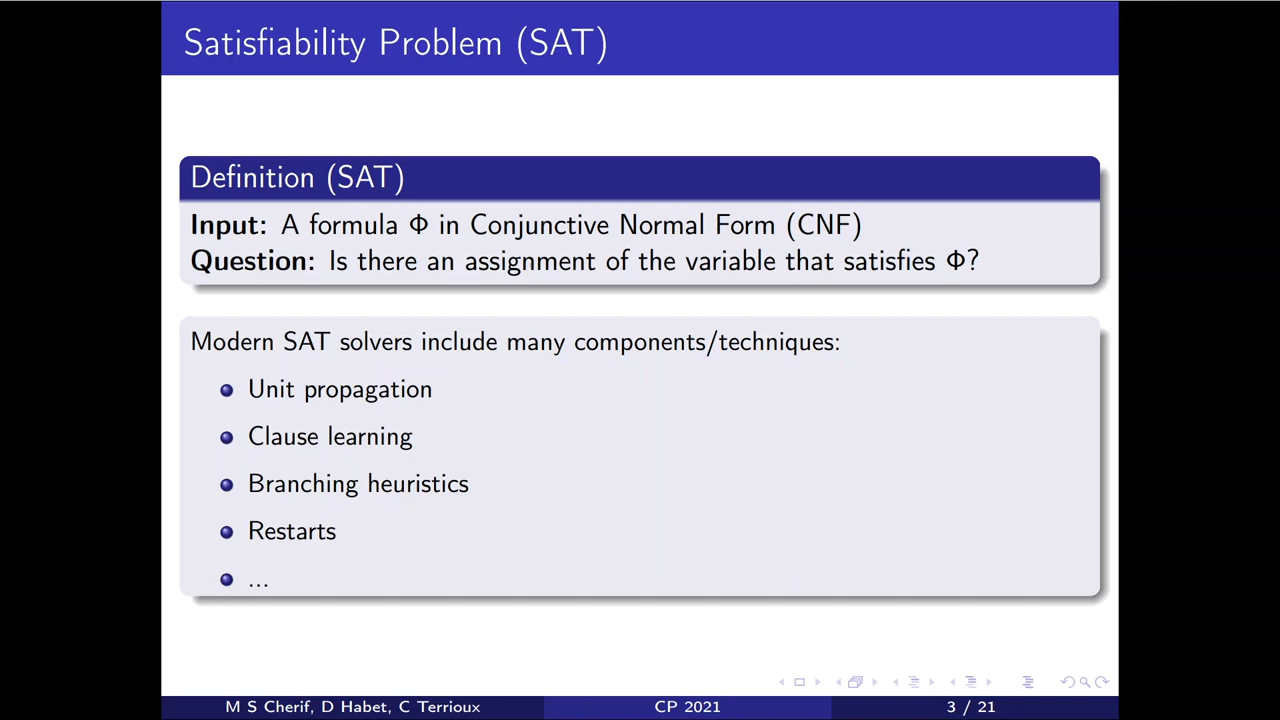 Satisfiability Problem (SAT)
Definition (SAT)
Input: A formula Φ in Conjunctive Normal Form (CNF)
Question: Is there an assignment of the variable that satisfies Φ?
Modern SAT solvers include many components/techniques:
Unit propagation
Clause learning
Branching heuristics
Restarts
...
M S Cherif, D Habet, C Terrioux
CP 2021
3 / 21